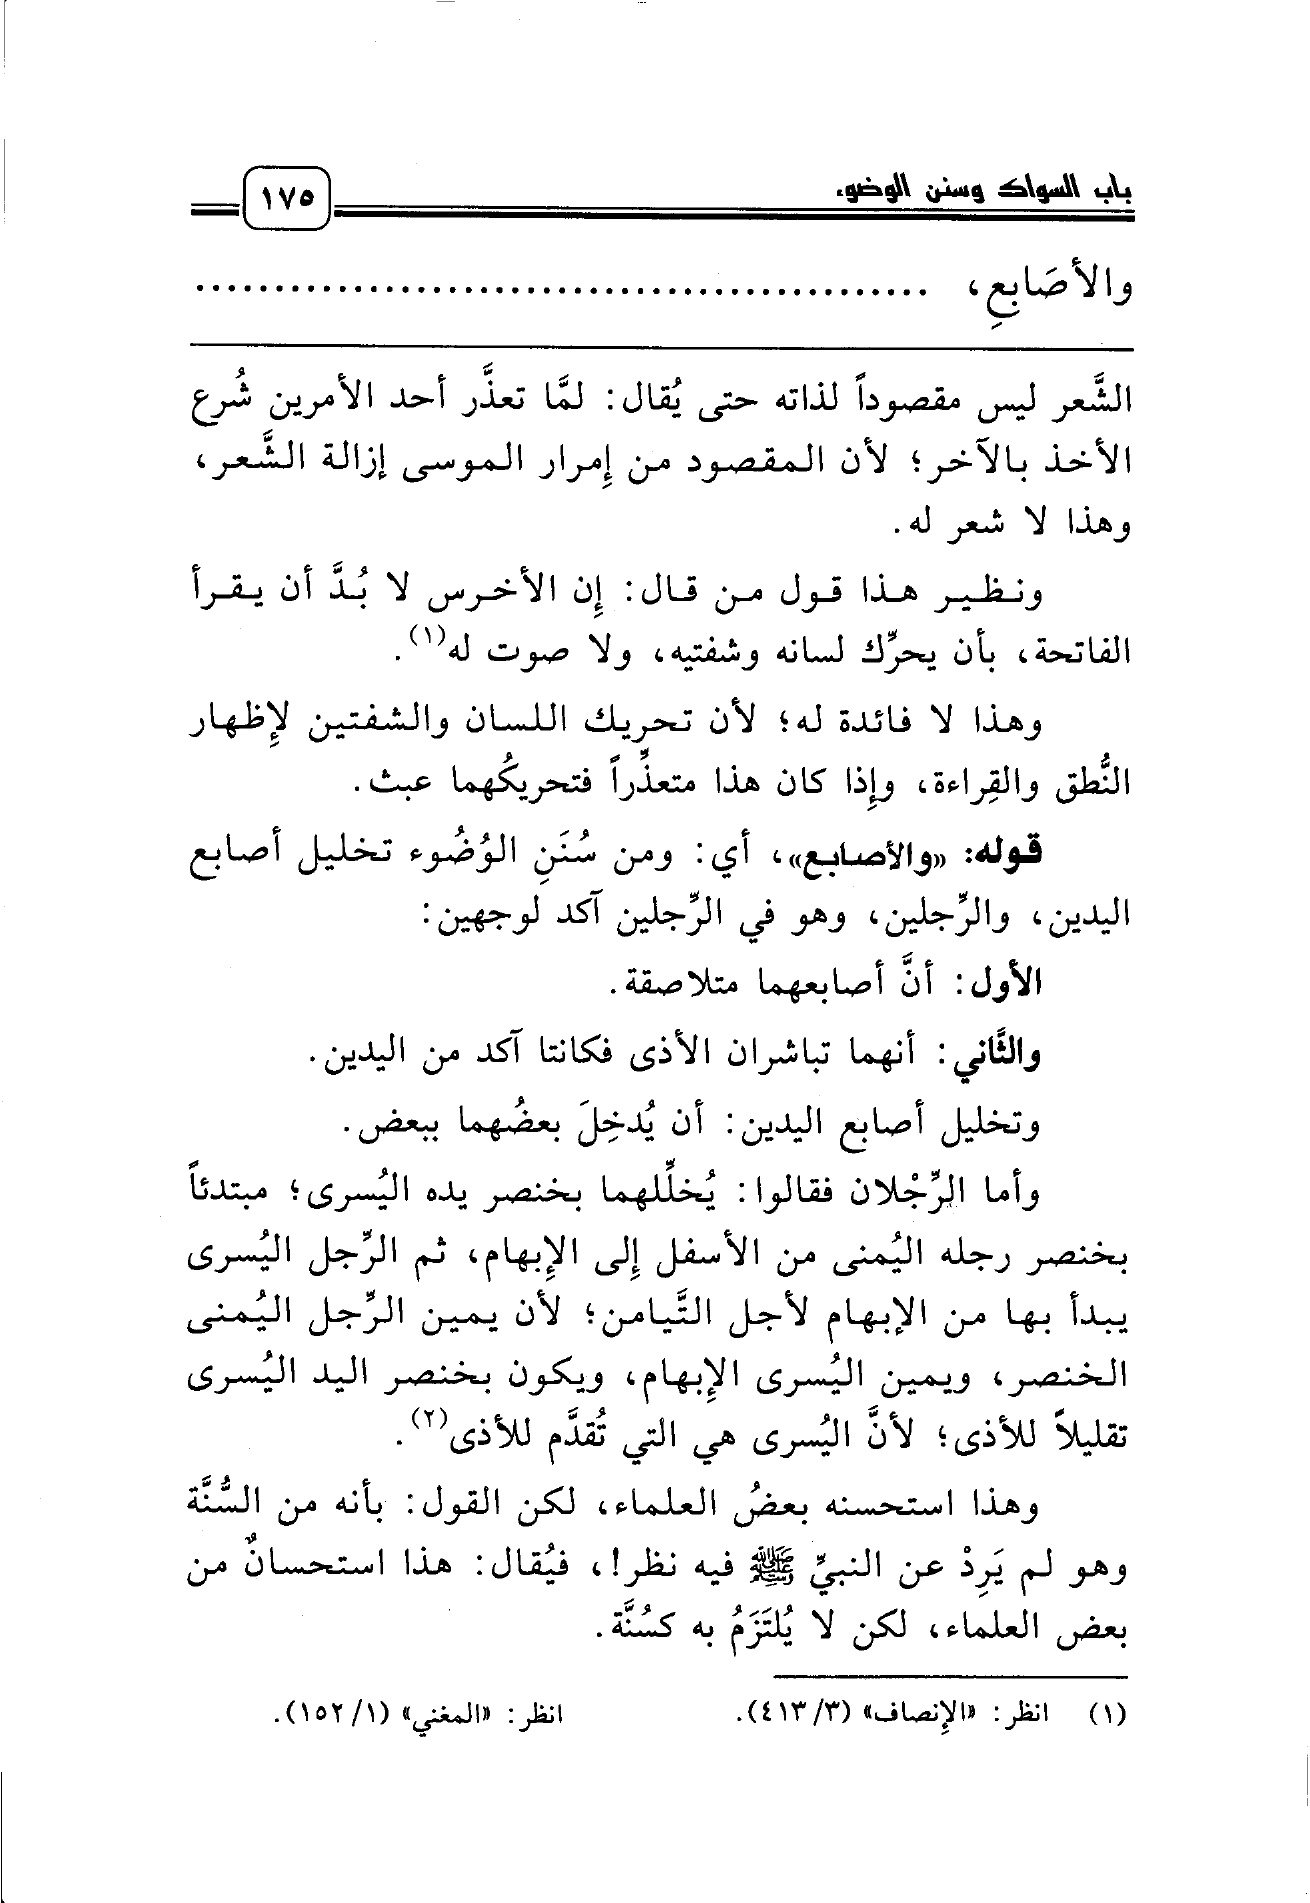 باب السواك وسنن الوضوء
١٧٥
والأصَابعِ، ...............................................
الشَّعر ليس مقصوداً لذاته حتى يُقال: لمَّا تعذَّر أحد الأمرين شُرع
الأخذ بالآخر؛ لأن المقصود من إمرار الموسى إزالة الشَّعر،
وهذا لا شعر له.
ونظير هذا قول من قال: إن الأخرس لا بُدَّ أن يقرأ
الفاتحة، بأن يحرِّك لسانه وشفتيه، ولا صوت له(١).
وهذا لا فائدة له؛ لأن تحريك اللسان والشفتين لإظهار
النُّطق والقِراءة، وإذا كان هذا متعذِّراً فتحريكُهما عبث.
قوله: «والأصابع»، أي: ومن سُنَنِ الوُضُوء تخليل أصابع
اليدين، والرِّجلين، وهو في الرِّجلين آكد لوجهين:
الأول: أنَّ أصابعهما متلاصقة.
والثَّاني: أنهما تباشران الأذى فكانتا آكد من اليدين.
وتخليل أصابع اليدين: أن يُدخِلَ بعضُهما ببعض.
وأما الرِّجْلان فقالوا: يُخلِّلهما بخنصر يده اليُسرى؛ مبتدئاً
بخنصر رجله اليُمنى من الأسفل إلى الإبهام، ثم الرِّجل اليُسرى
يبدأ بها من الإبهام لأجل التَّيامن؛ لأن يمين الرِّجل اليُمنى
الخنصر، ويمين اليُسرى الإبهام، ويكون بخنصر اليد اليُسرى
تقليلاً للأذى؛ لأنَّ اليُسرى هي التي تُقدَّم للأذى(٢).
وهذا استحسنه بعضُ العلماء، لكن القول: بأنه من السُّنَّة
وهو لم يَرِدْ عن النبيِّ ﷺ فيه نظر!، فيُقال: هذا استحسانٌ من
بعض العلماء، لكن لا يُلتَزَمُ به كسُنَّة.
(١) انظر: «الإنصاف» (٤١٣/٣). انظر: «المغني» (١٥٢/١).